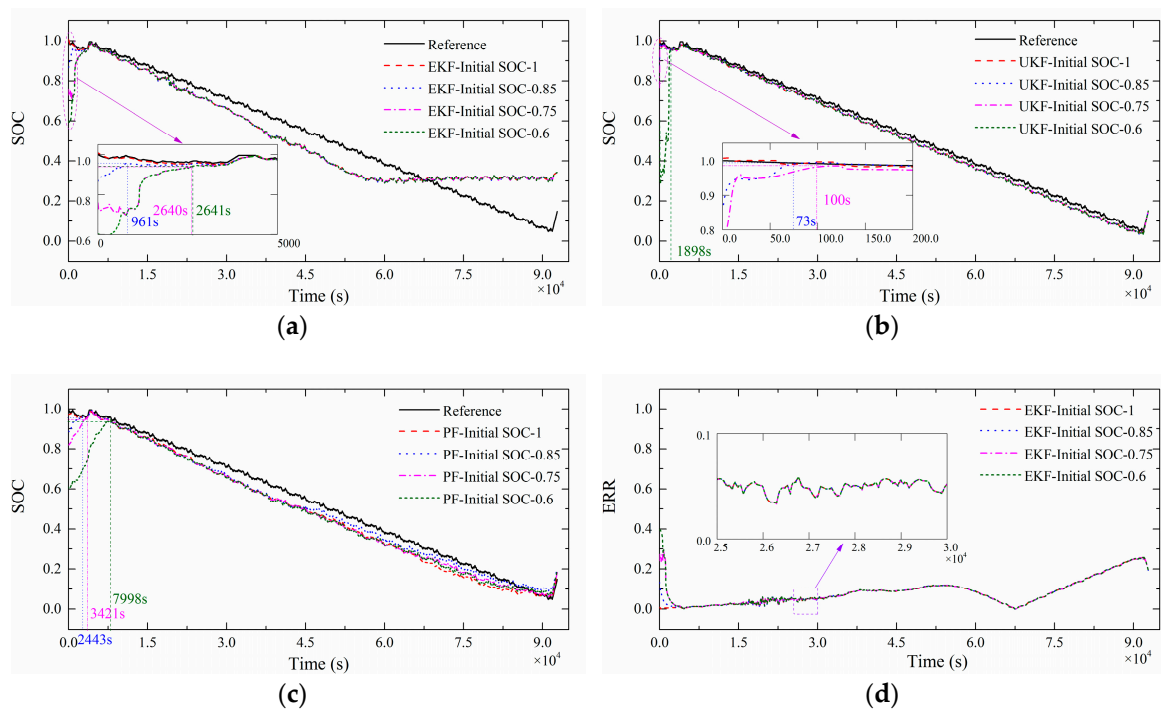 1.0
0.8
0.6
0.4
0.2
0.0
SOC
Reference
EKF-Initial SOC-1
EKF-Initial SOC-0.85
EKF-Initial SOC-0.75
EKF-Initial SOC-0.6
1.0
0.8
0.6
2640s
2641s
961s
0
5000
0.0
1.5
3.0
4.5
6.0
7.5
9.0
×10⁴
Time (s)
(a)
1.0
0.8
0.6
0.4
0.2
0.0
SOC
Reference
UKF-Initial SOC-1
UKF-Initial SOC-0.85
UKF-Initial SOC-0.75
UKF-Initial SOC-0.6
1.0
0.9
0.8
100s
73s
0.0
50.0
100.0
150.0
200.0
1898s
0.0
1.5
3.0
4.5
6.0
7.5
9.0
×10⁴
Time (s)
(b)
1.0
0.8
0.6
0.4
0.2
0.0
SOC
Reference
PF-Initial SOC-1
PF-Initial SOC-0.85
PF-Initial SOC-0.75
PF-Initial SOC-0.6
7998s
3421s
2443s
0.0
1.5
3.0
4.5
6.0
7.5
9.0
×10⁴
Time (s)
(c)
1.0
0.8
0.6
0.4
0.2
0.0
ERR
EKF-Initial SOC-1
EKF-Initial SOC-0.85
EKF-Initial SOC-0.75
EKF-Initial SOC-0.6
0.1
0.0
2.5
2.6
2.7
2.8
2.9
3.0
×10⁴
0.0
1.5
3.0
4.5
6.0
7.5
9.0
×10⁴
Time (s)
(d)